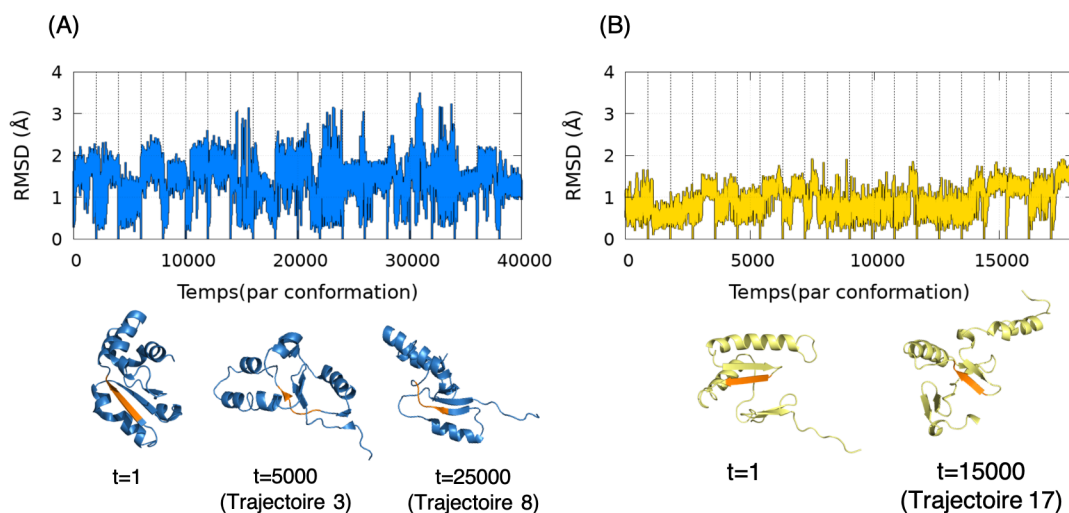 (A)
(B)
4
3
2
1
0
RMSD (Å)
0 10000 20000 30000 40000
Temps(par conformation)
4
3
2
1
0
RMSD (Å)
0 5000 10000 15000
Temps(par conformation)
t=1
t=5000
(Trajectoire 3)
t=25000
(Trajectoire 8)
t=1
t=15000
(Trajectoire 17)